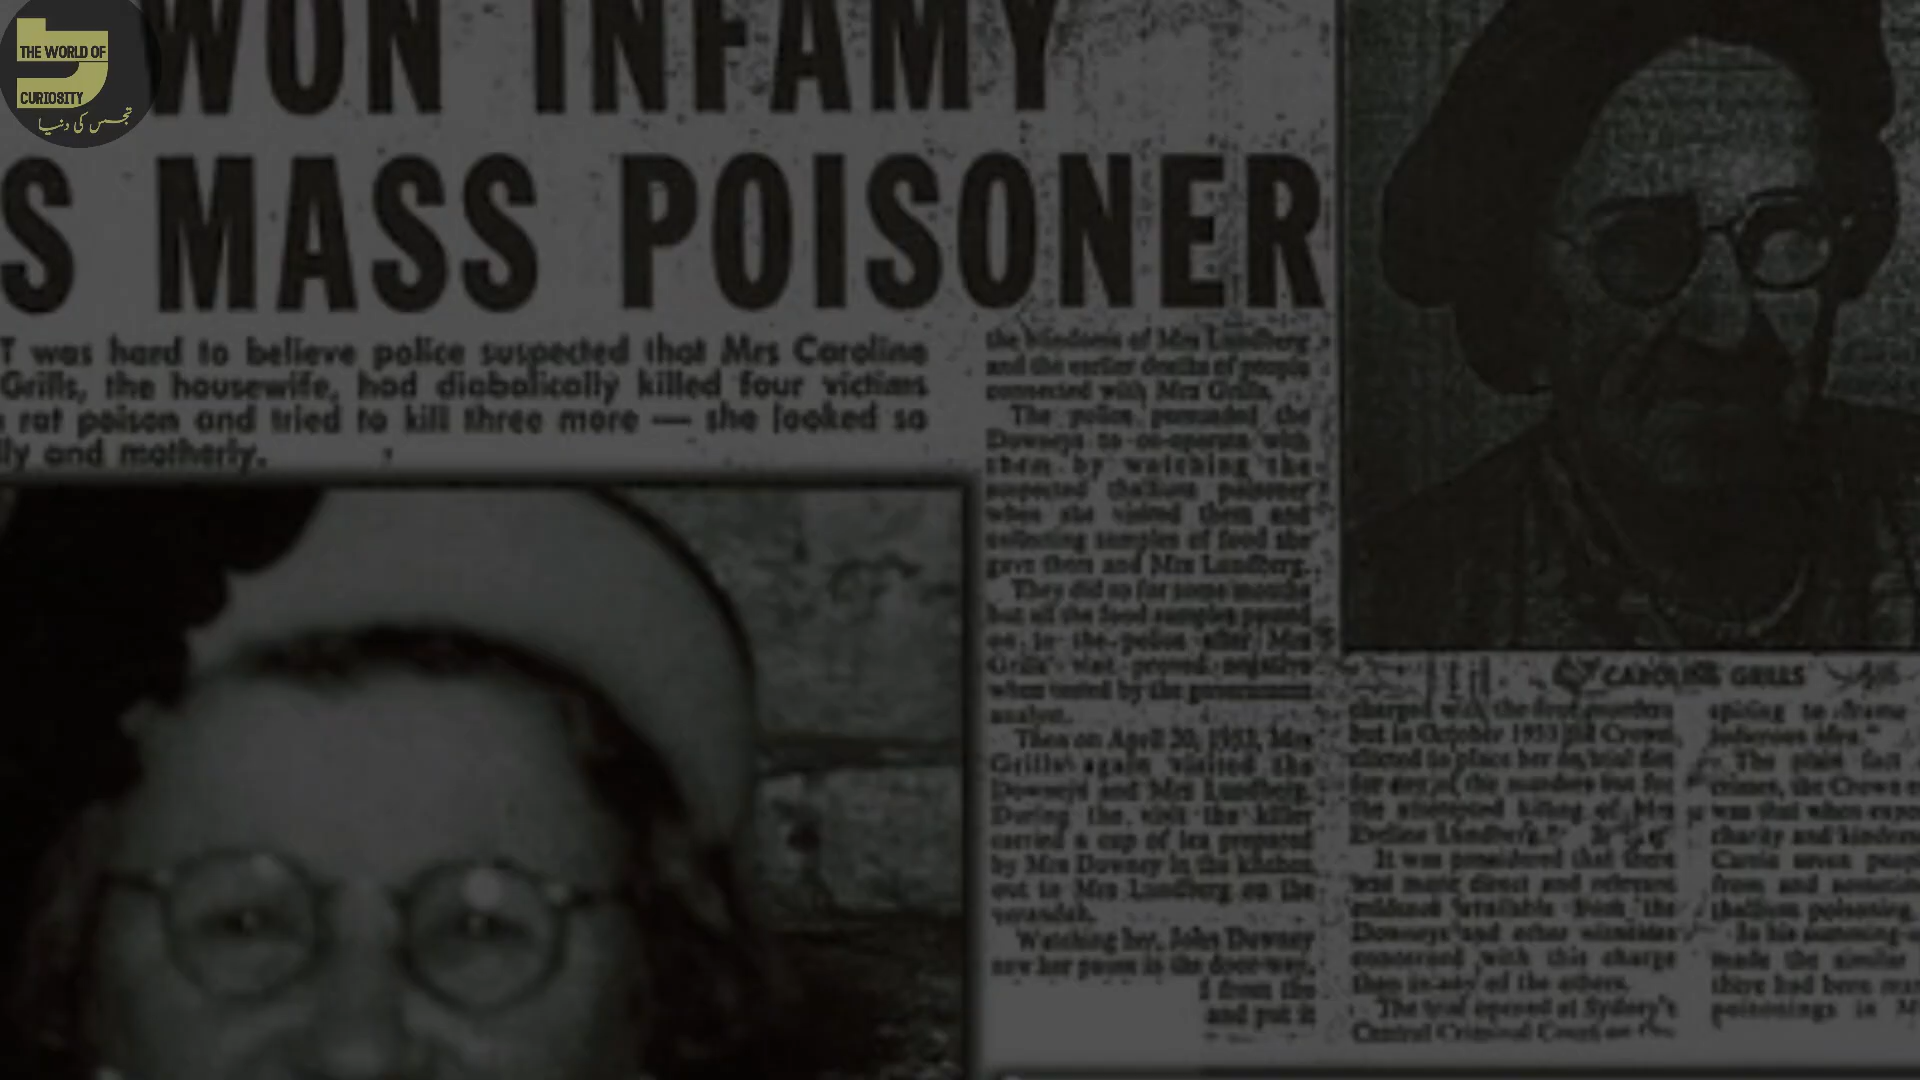 THE WORLD OF
CURIOSITY
تجسس کی دنیا
WON INFAMY
S MASS POISONER
T was hard to believe police suspected that Mrs Caroline
Grills, the housewife, had diabolically killed four victims
rat poison and tried to kill three more — she looked so
lly and motherly.
the blindness of Mrs Lundberg
and the earlier deaths of people
connected with Mrs Grills.
The police persuaded the
Downeys to co-operate with
them by watching the
suspected thallium poisoner
when she visited them and
collecting samples of food she
gave them and Mrs Lundberg.
They did so for some months
but all the food samples passed
on to the police after Mrs
Grills' visit proved negative
when tested by the government
analyst.
Then on April 20, 1953, Mrs
Grills again visited the
Downeys and Mrs Lundberg.
During the visit the killer
carried a cup of tea prepared
by Mrs Downey in the kitchen
out to Mrs Lundberg on the
verandah.
Watching her, John Downey
saw her pause in the door-way,
from the
and put it
CAROLINE GRILLS
charged with the first murders
but in October 1953 the Crown
elected to place her on trial
for any of the murders but for
the attempted killing of Mrs
Eveline Lundberg.
It was considered that there
was more direct and relevant
evidence available from the
Downeys and other witnesses
concerned with this charge
than in any of the others.
The trial opened at Sydney's
Central Criminal Court on
spiring to frame
The plain fact
crimes, the Crown
was that when
charity and
Carrie seven
from and
thallium poisoning.
In his summing-
made the similar
there had been
poisonings in